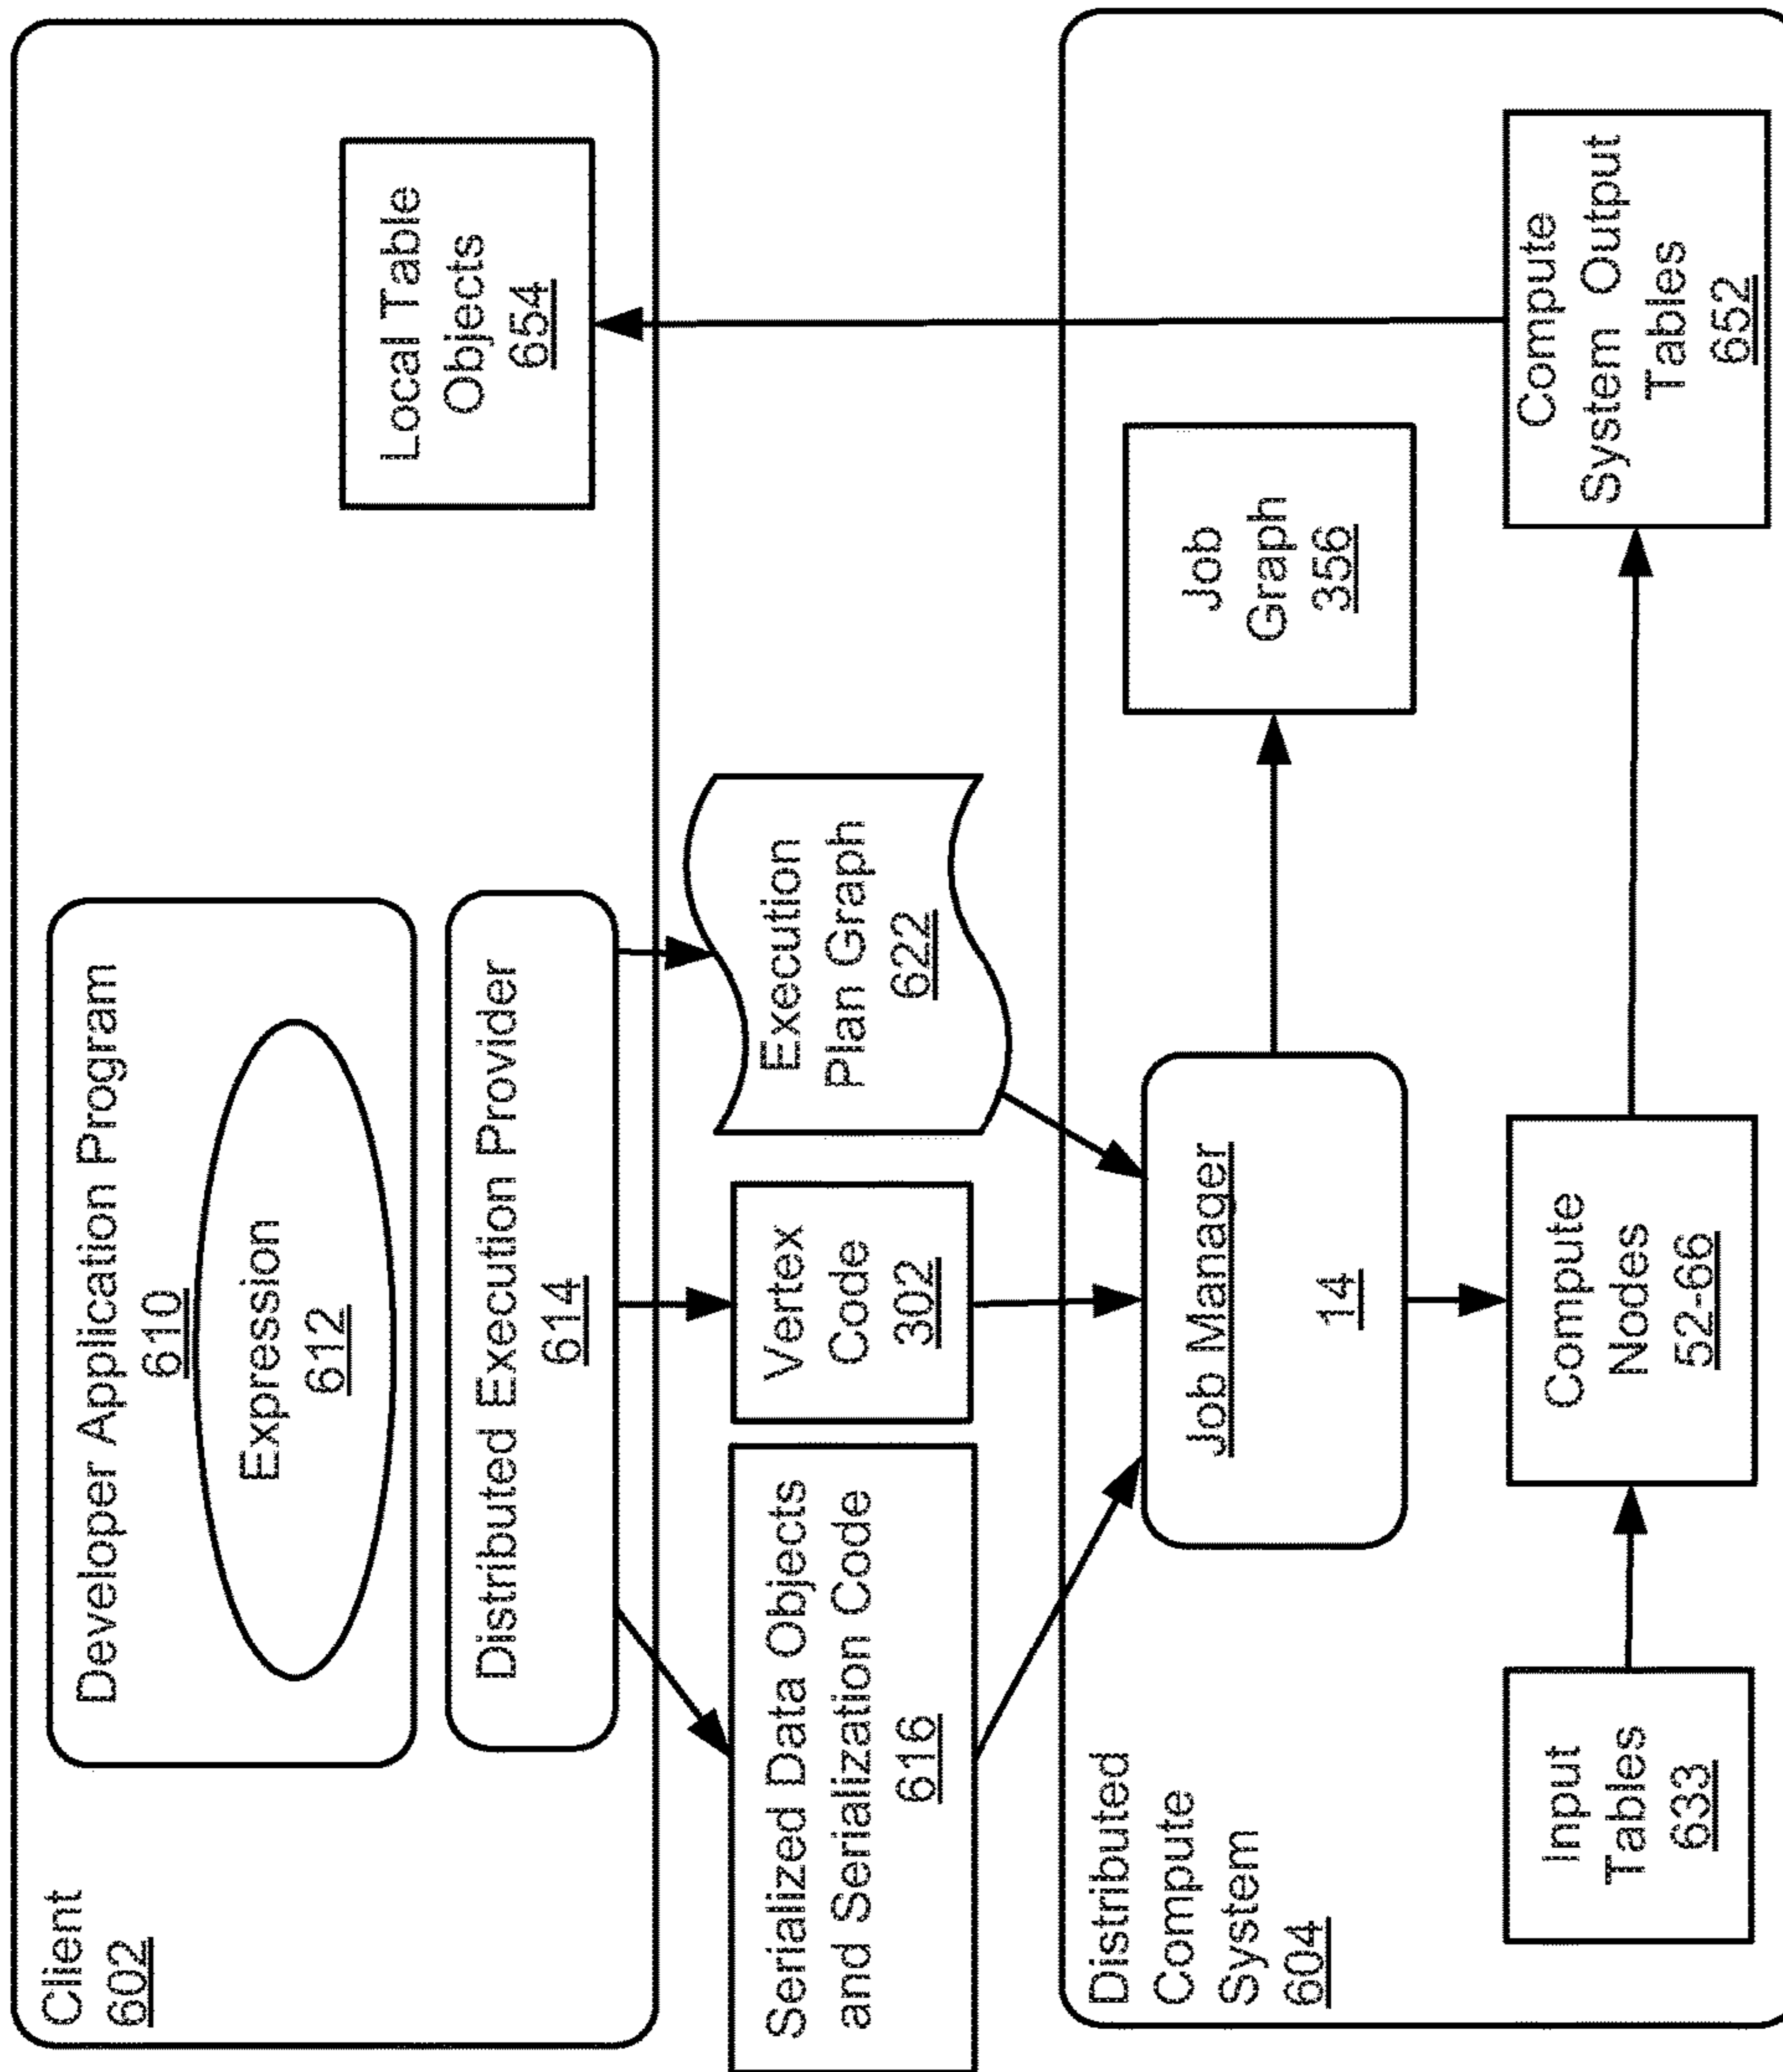 Client
602
Developer Application Program
610
Expression
612
Distributed Execution Provider
614
Local Table
Objects
654
Serialized Data Objects
and Serialization Code
616
Vertex
Code
302
Execution
Plan Graph
622
Distributed
Compute
System
604
Job Manager
14
Job
Graph
356
Input
Tables
633
Compute
Nodes
52-66
Compute
System Output
Tables
652